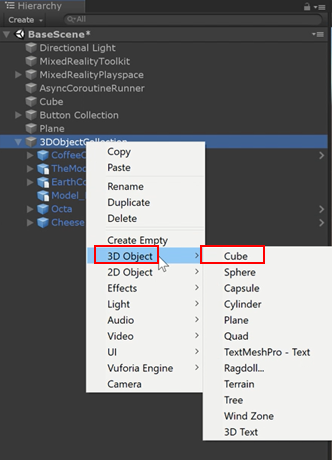 Hierarchy
Create
All
BaseScene*
Directional Light
MixedRealityToolkit
MixedRealityPlayspace
AsyncCoroutineRunner
Cube
Button Collection
Plane
3DObjectCollection
CoffeeC
TheMoo
EarthCo
Model_
Octa
Cheese
Copy
Paste
Rename
Duplicate
Delete
Create Empty
3D Object
2D Object
Effects
Light
Audio
Video
UI
Vuforia Engine
Camera
Cube
Sphere
Capsule
Cylinder
Plane
Quad
TextMeshPro - Text
Ragdoll...
Terrain
Tree
Wind Zone
3D Text